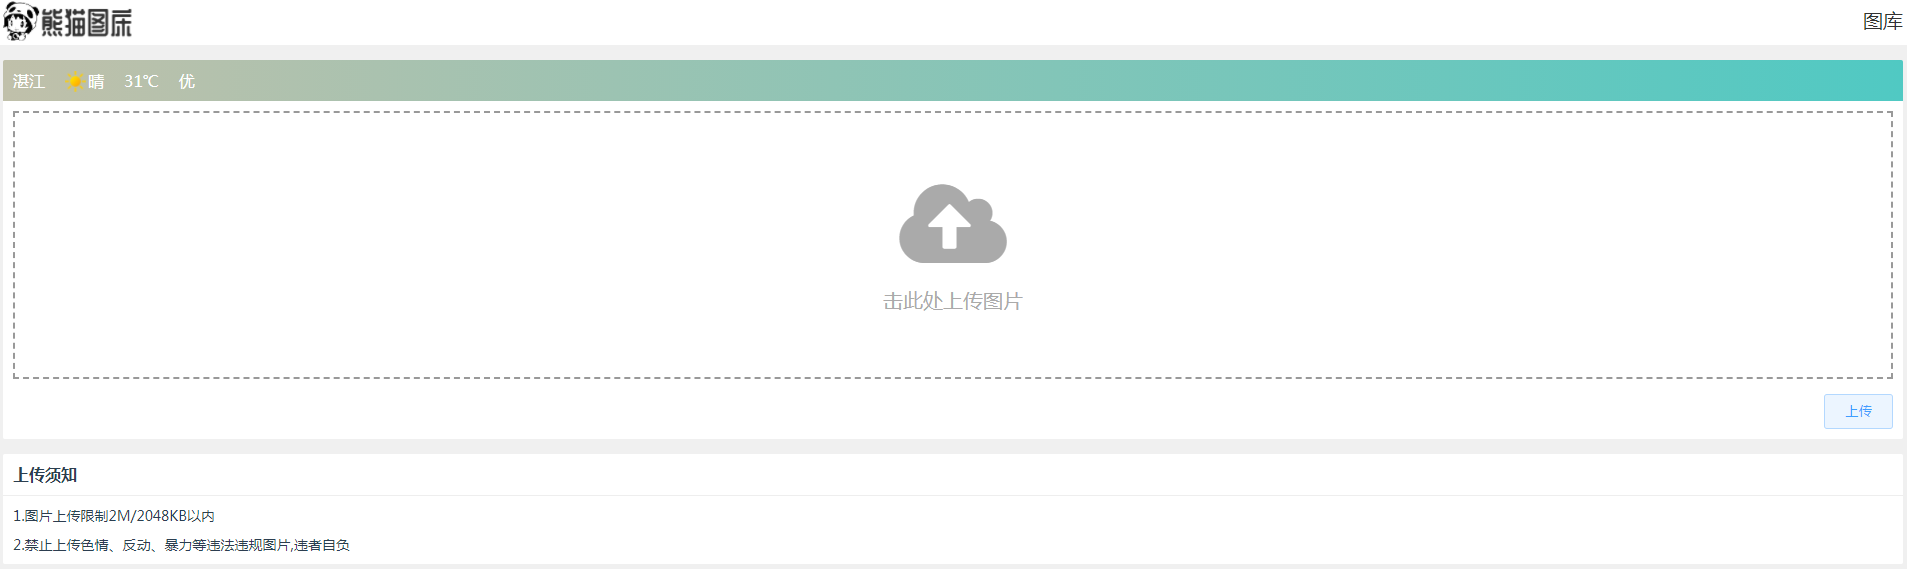 熊猫图床
图库
湛江 晴 31℃ 优
击此处上传图片
上传
上传须知
1.图片上传限制2M/2048KB以内
2.禁止上传色情、反动、暴力等违法违规图片,违者自负